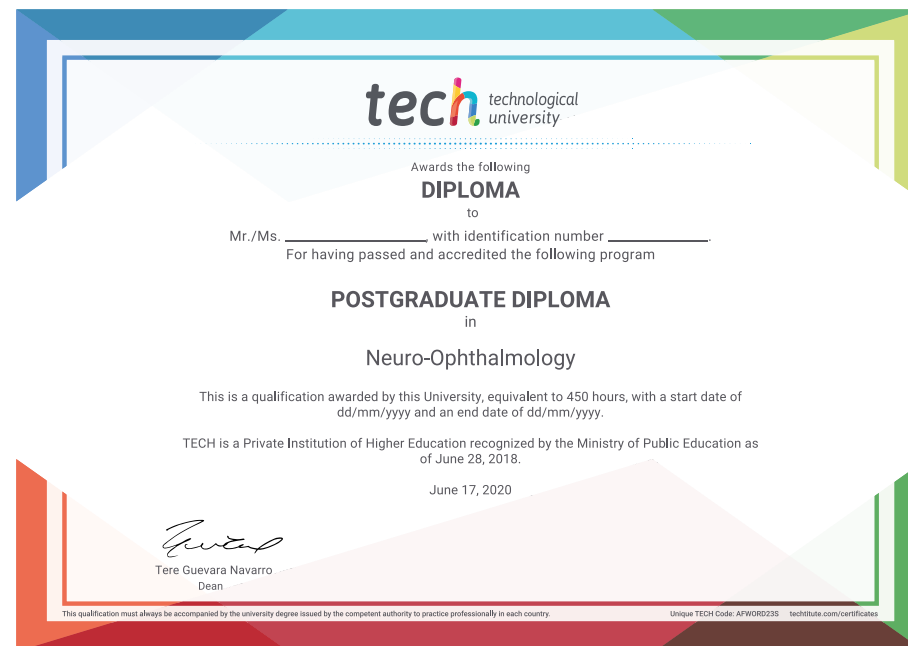 tech technological
university
Awards the following
DIPLOMA
to
Mr./Ms. ____________________, with identification number ______________.
For having passed and accredited the following program
POSTGRADUATE DIPLOMA
in
Neuro-Ophthalmology
This is a qualification awarded by this University, equivalent to 450 hours, with a start date of
dd/mm/yyyy and an end date of dd/mm/yyyy.
TECH is a Private Institution of Higher Education recognized by the Ministry of Public Education as
of June 28, 2018.
June 17, 2020
Tere Guevara Navarro
Dean
This qualification must always be accompanied by the university degree issued by the competent authority to practice professionally in each country. Unique TECH Code: AFWORD23S techtitute.com/certificates